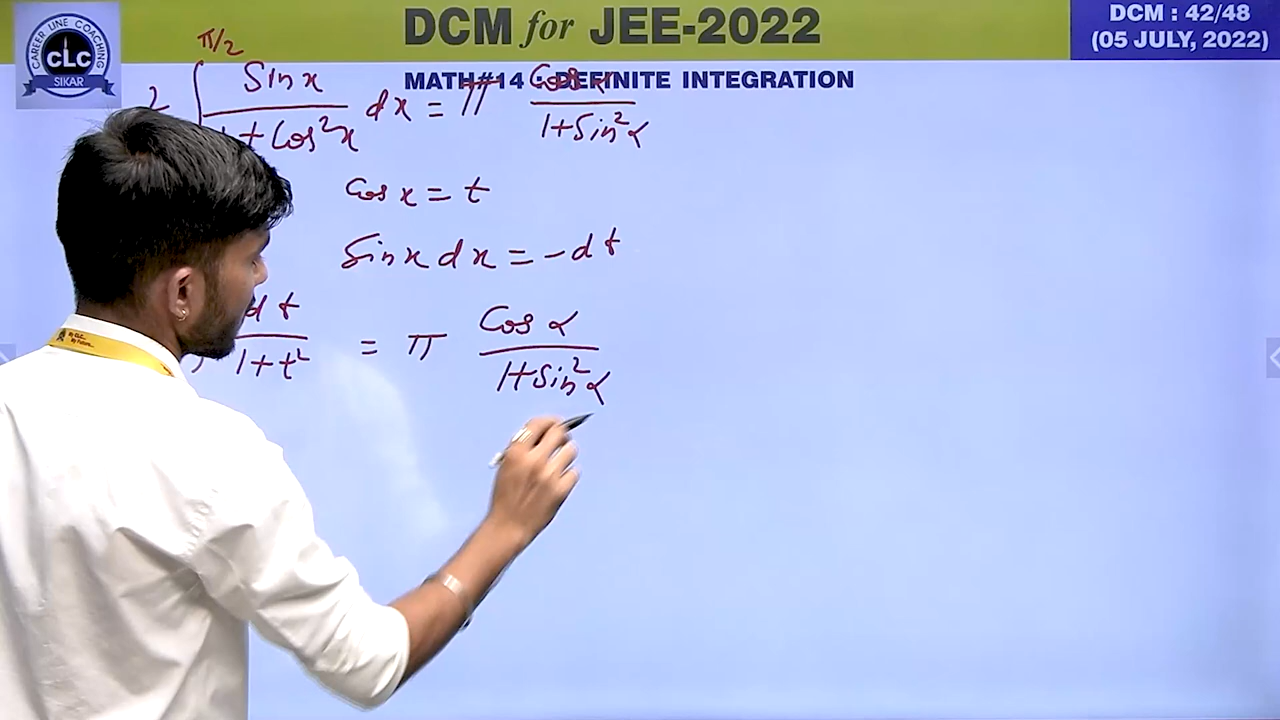 DCM for JEE-2022
DCM : 42/48
(05 JULY, 2022)
CAREER LINE COACHING
CLC
SIKAR
MATH#14 : DEFINITE INTEGRATION
2 ∫ π/2 Sin x / 1 + Cos²x dx = π Cos α / 1+Sin²α
Cos x = t
Sin x dx = -dt
dt / 1+t² = π Cos α / 1+Sin²α